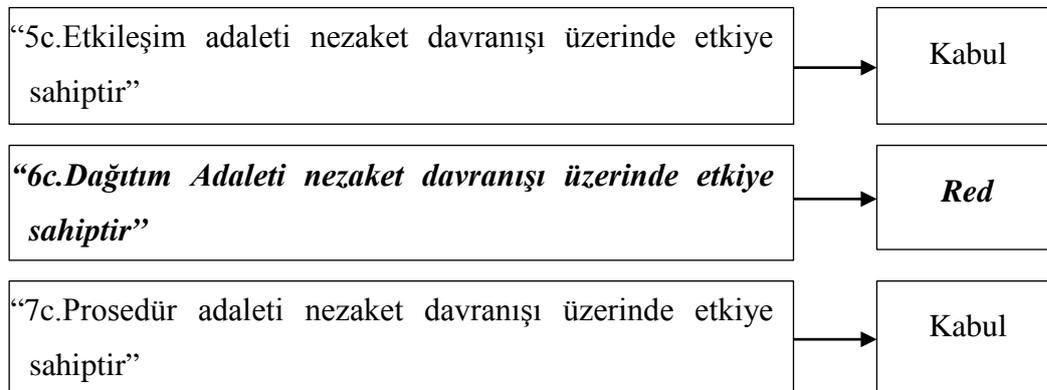 “5c.Etkileşim adaleti nezaket davranışı üzerinde etkiye
sahiptir”
Kabul
“6c.Dağıtım Adaleti nezaket davranışı üzerinde etkiye
sahiptir”
Red
“7c.Prosedür adaleti nezaket davranışı üzerinde etkiye
sahiptir”
Kabul